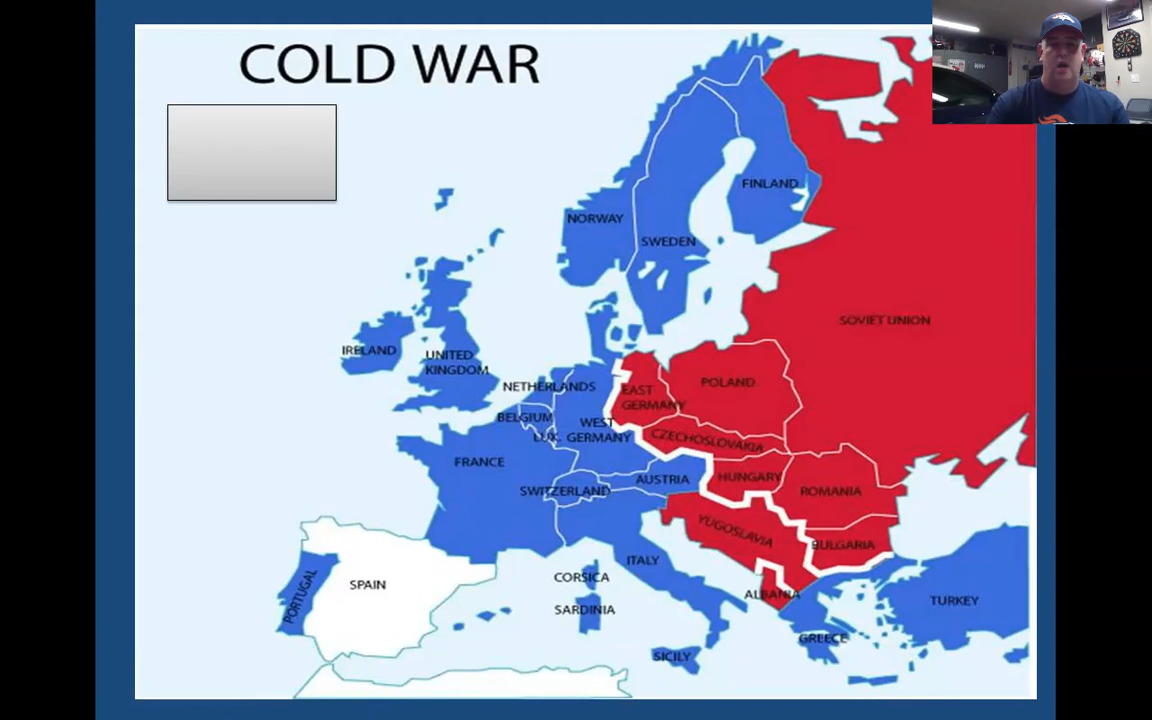 COLD WAR
FINLAND
NORWAY
SWEDEN
SOVIET UNION
IRELAND
UNITED
KINGDOM
NETHERLANDS
EAST
GERMANY
POLAND
BELGIUM
WEST
GERMANY
LUX.
CZECHOSLOVAKIA
FRANCE
AUSTRIA
HUNGARY
SWITZERLAND
ROMANIA
YUGOSLAVIA
BULGARIA
ITALY
CORSICA
SPAIN
PORTUGAL
ALBANIA
TURKEY
SARDINIA
GREECE
SICILY